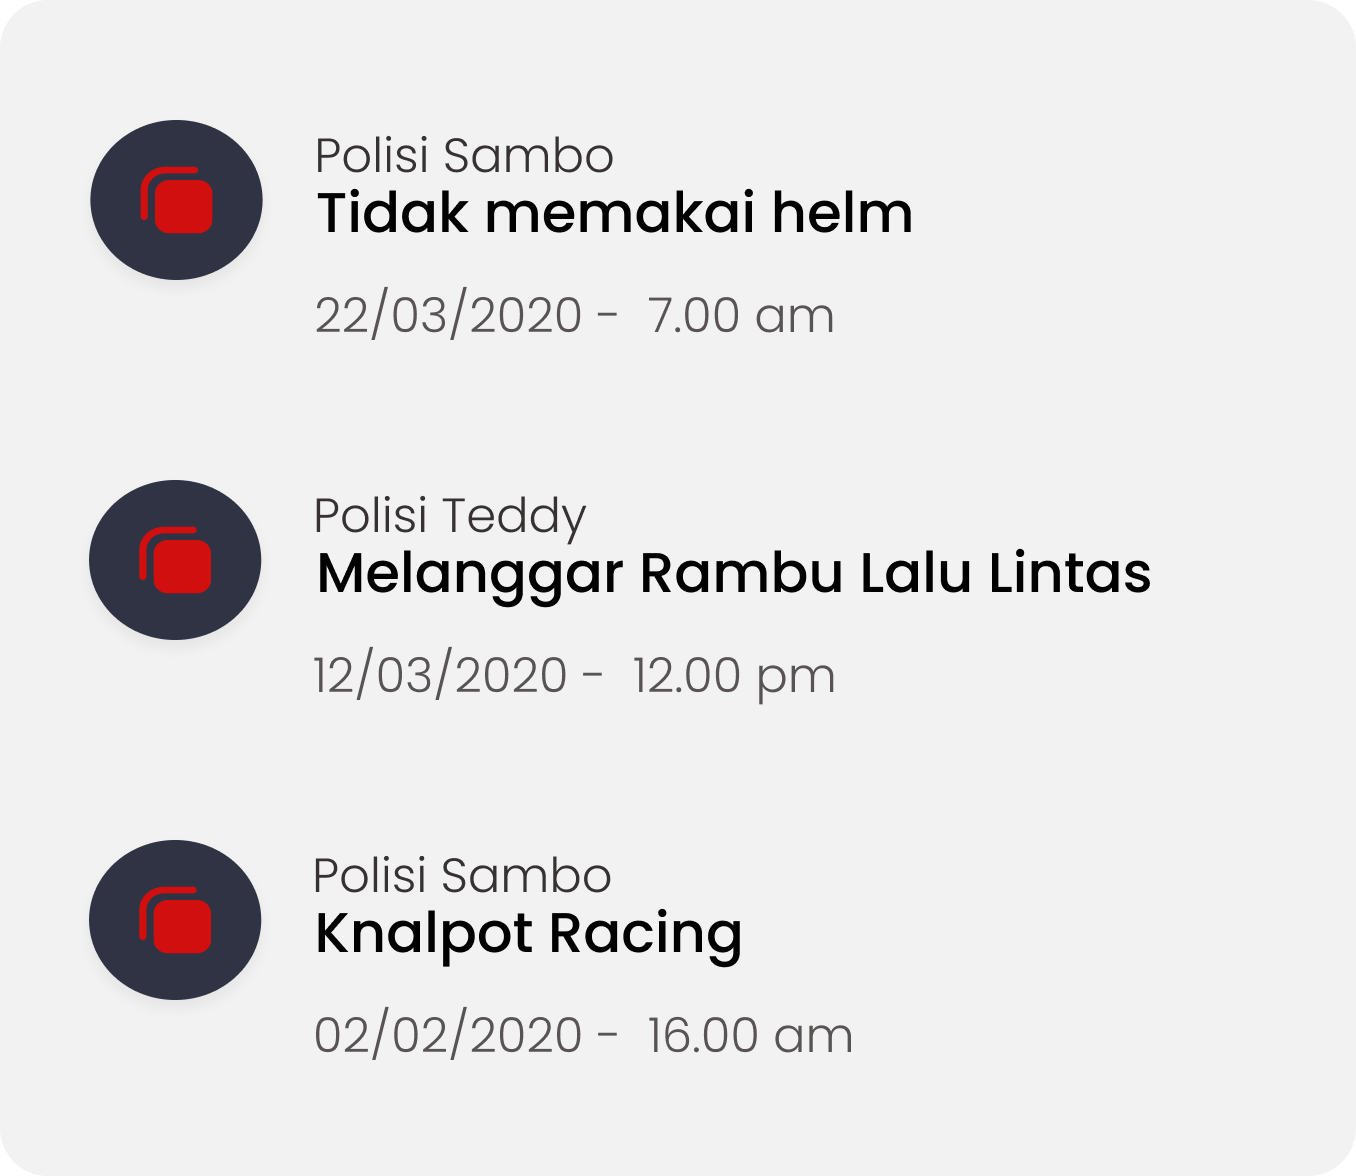 Polisi Sambo
Tidak memakai helm
22/03/2020 - 7.00 am
Polisi Teddy
Melanggar Rambu Lalu Lintas
12/03/2020 - 12.00 pm
Polisi Sambo
Knalpot Racing
02/02/2020 - 16.00 am